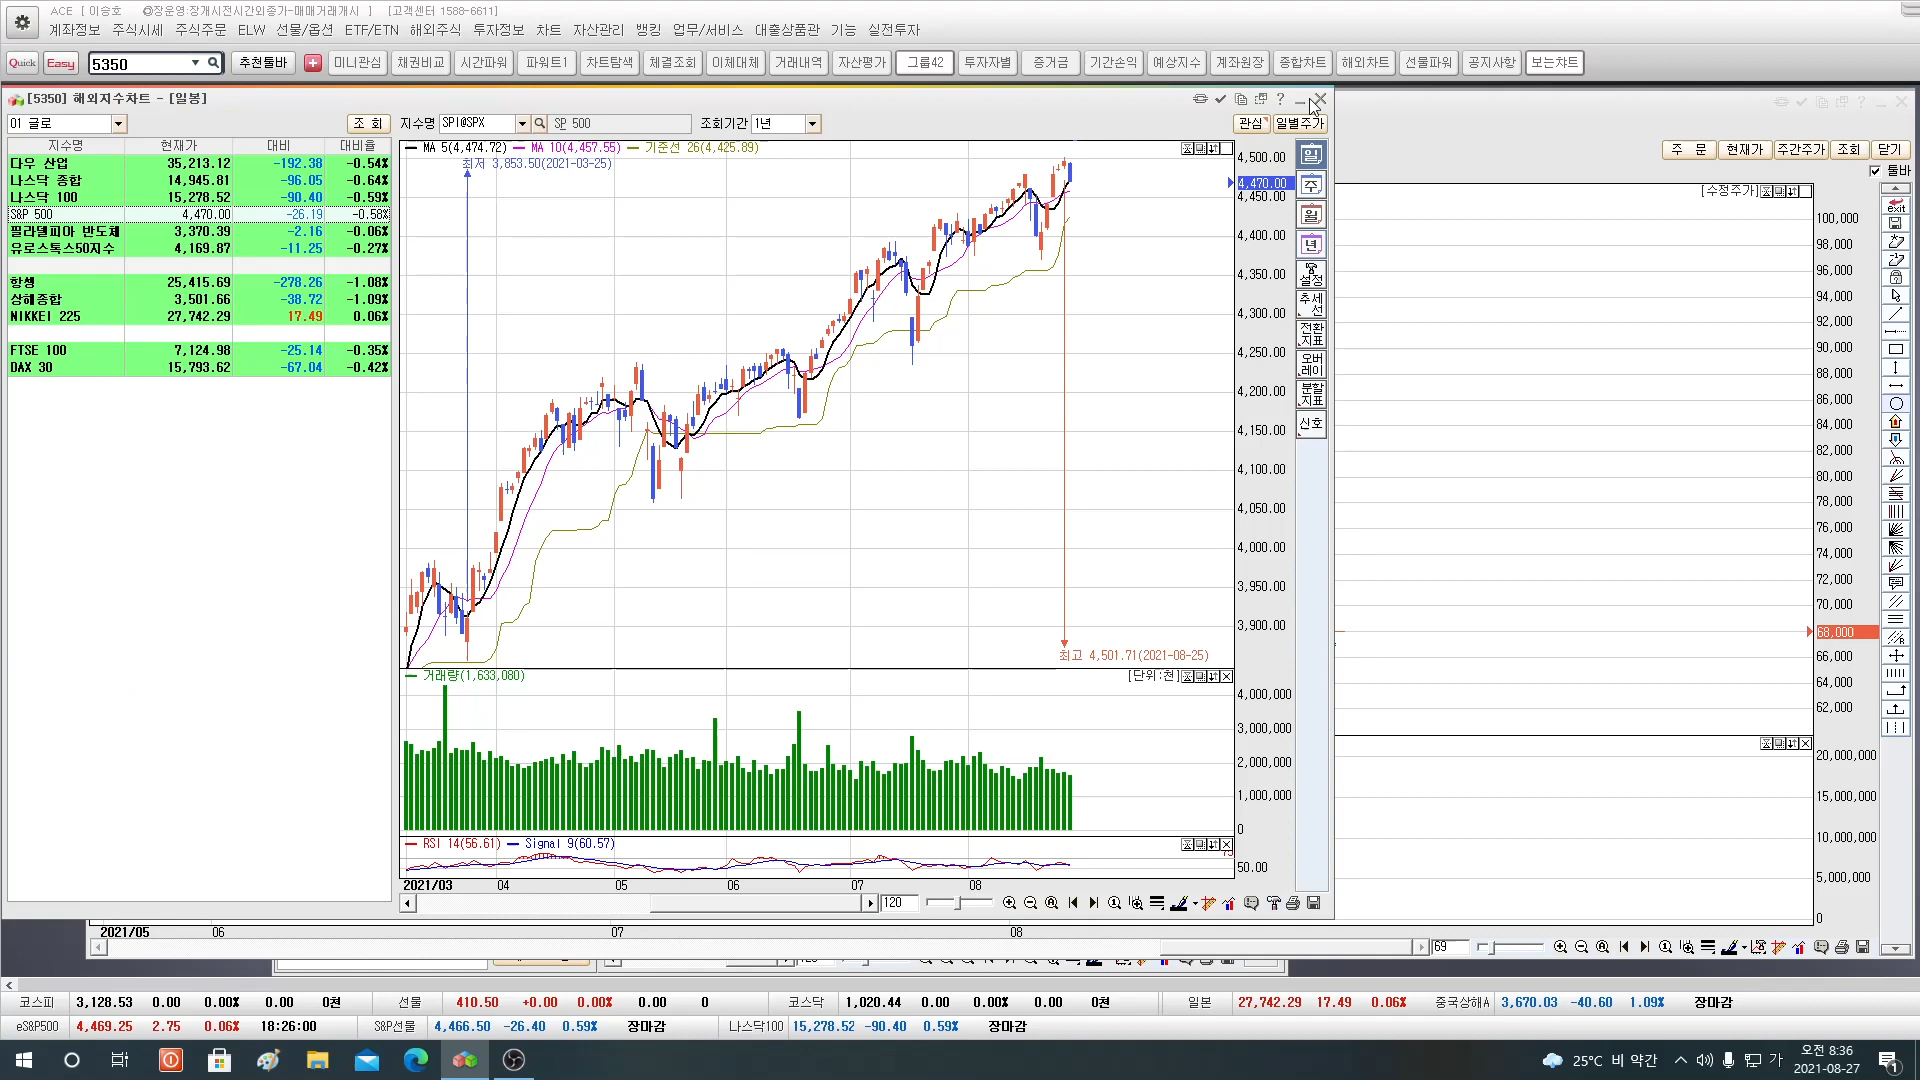 ACE [ 이승호 @장운영:장개시전시간외종가-매매거래개시 ] [고객센터 1588-6611]
계좌정보 주식시세 주식주문 ELW 선물/옵션 ETF/ETN 해외주식 투자정보 차트 자산관리 뱅킹 업무/서비스 대출상품관 기능 실전투자
Quick Easy 5350 추천툴바 미니관심 채권비교 시간파워 파워트1 차트탐색 체결조회 이체대체 거래내역 자산평가 그룹42 투자자별 증거금 기간손익 예상지수 계좌원장 종합차트 해외차트 선물파워 공지사항 보는챠트
[5350] 해외지수차트 - [일봉]
01 글로 조 회 지수명 SPI@SPX SP 500 조회기간 1년 관심 일별주가
지수명 현재가 대비 대비율
다우 산업 35,213.12 -192.38 -0.54%
나스닥 종합 14,945.81 -96.05 -0.64%
나스닥 100 15,278.52 -90.40 -0.59%
S&P 500 4,470.00 -26.19 -0.58%
필라델피아 반도체 3,370.39 -2.16 -0.06%
유로스톡스50지수 4,169.87 -11.25 -0.27%
항셍 25,415.69 -278.26 -1.08%
상해종합 3,501.66 -38.72 -1.09%
NIKKEI 225 27,742.29 17.49 0.06%
FTSE 100 7,124.98 -25.14 -0.35%
DAX 30 15,793.62 -67.04 -0.42%
MA 5(4,474.72) MA 10(4,457.55) 기준선 26(4,425.89)
최저 3,853.50(2021-03-25)
최고 4,501.71(2021-08-25)
4,500.00
4,470.00
4,450.00
4,400.00
4,350.00
4,300.00
4,250.00
4,200.00
4,150.00
4,100.00
4,050.00
4,000.00
3,950.00
3,900.00
거래량(1,633,080) [단위:천]
4,000,000
3,000,000
2,000,000
1,000,000
0
RSI 14(56.61) Signal 9(60.57)
75
50.00
2021/03 04 05 06 07 08
120
일
주
월
년
설정
추세선
전환지표
오버레이
분할지표
신호
주 문 현재가 주간주가 조회 닫기
툴바
[수정주가]
exit
100,000
98,000
96,000
94,000
92,000
90,000
88,000
86,000
84,000
82,000
80,000
78,000
76,000
74,000
72,000
70,000
68,000
66,000
64,000
62,000
20,000,000
15,000,000
10,000,000
5,000,000
0
2021/05 06 07 08
69
코스피 3,128.53 0.00 0.00% 0.00 0천 선물 410.50 +0.00 0.00% 0.00 0 코스닥 1,020.44 0.00 0.00% 0.00 0천 일본 27,742.29 17.49 0.06% 중국상해A 3,670.03 -40.60 1.09% 장마감
eS&P500 4,469.25 2.75 0.06% 18:26:00 S&P선물 4,466.50 -26.40 0.59% 장마감 나스닥100 15,278.52 -90.40 0.59% 장마감
25°C 비 약간 가 오전 8:36
2021-08-27
1